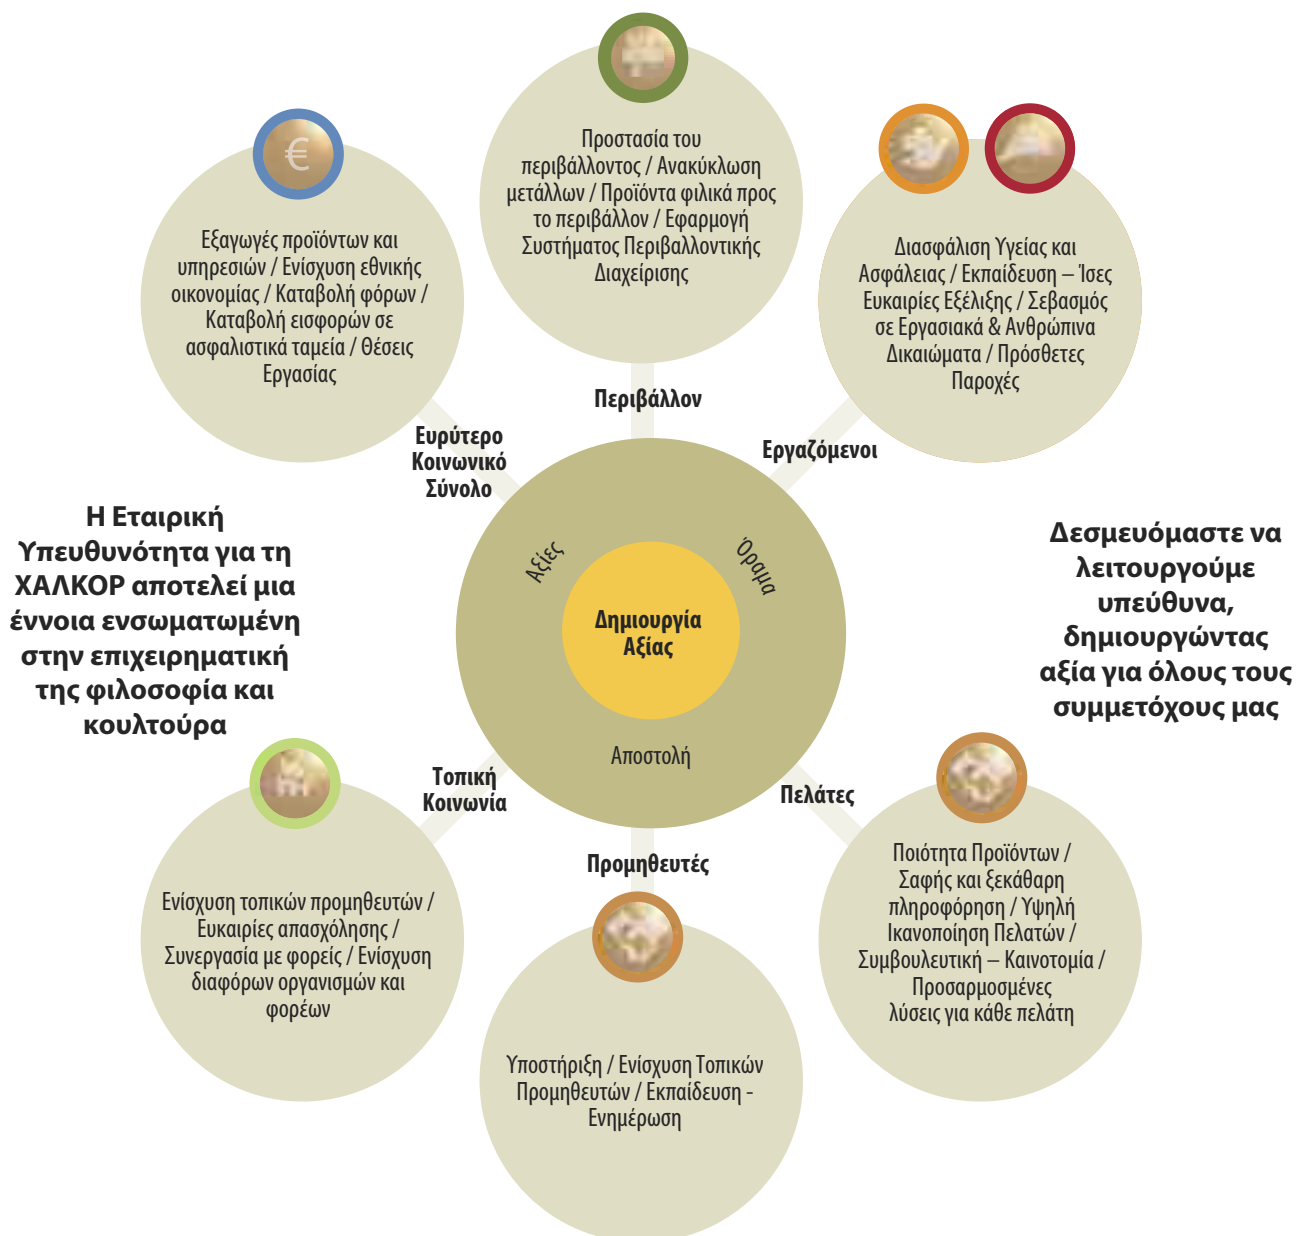 Προστασία του
περιβάλλοντος / Ανακύκλωση
μετάλλων / Προϊόντα φιλικά προς
το περιβάλλον / Εφαρμογή
Συστήματος Περιβαλλοντικής
Διαχείρισης
€
Εξαγωγές προϊόντων και
υπηρεσιών / Ενίσχυση εθνικής
οικονομίας / Καταβολή φόρων /
Καταβολή εισφορών σε
ασφαλιστικά ταμεία / Θέσεις
Εργασίας
Διασφάλιση Υγείας και
Ασφάλειας / Εκπαίδευση – Ίσες
Ευκαιρίες Εξέλιξης / Σεβασμός
σε Εργασιακά & Ανθρώπινα
Δικαιώματα / Πρόσθετες
Παροχές
Περιβάλλον
Ευρύτερο
Κοινωνικό
Σύνολο
Εργαζόμενοι
Η Εταιρική
Υπευθυνότητα για τη
ΧΑΛΚΟΡ αποτελεί μια
έννοια ενσωματωμένη
στην επιχειρηματική
της φιλοσοφία και
κουλτούρα
Αξίες
Όραμα
Δημιουργία
Αξίας
Αποστολή
Δεσμευόμαστε να
λειτουργούμε
υπεύθυνα,
δημιουργώντας
αξία για όλους τους
συμμετόχους μας
Τοπική
Κοινωνία
Πελάτες
Προμηθευτές
Ενίσχυση τοπικών προμηθευτών /
Ευκαιρίες απασχόλησης /
Συνεργασία με φορείς / Ενίσχυση
διαφόρων οργανισμών και
φορέων
Ποιότητα Προϊόντων /
Σαφής και ξεκάθαρη
πληροφόρηση / Υψηλή
Ικανοποίηση Πελατών /
Συμβουλευτική – Καινοτομία /
Προσαρμοσμένες
λύσεις για κάθε πελάτη
Υποστήριξη / Ενίσχυση Τοπικών
Προμηθευτών / Εκπαίδευση -
Ενημέρωση